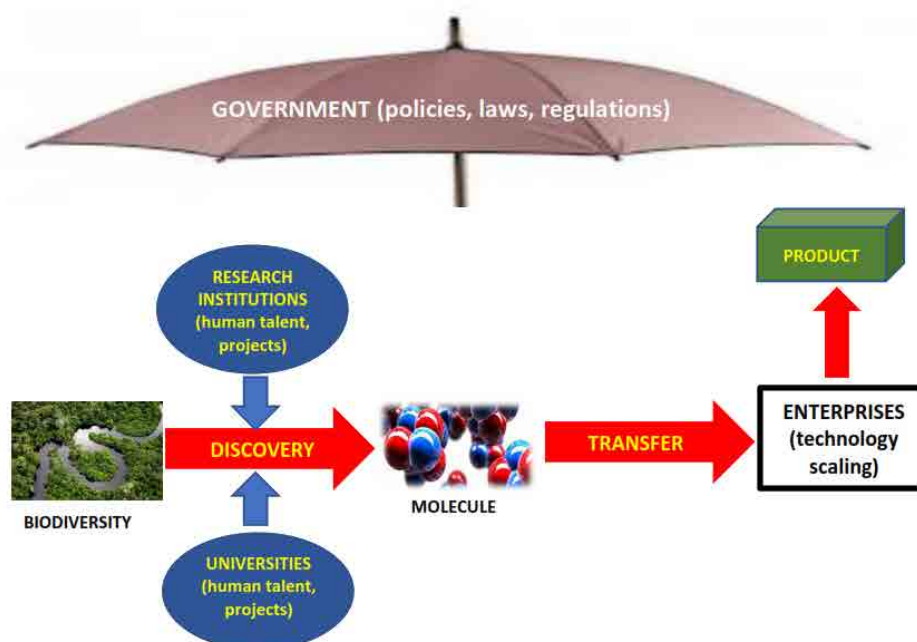 GOVERNMENT (policies, laws, regulations)
PRODUCT
RESEARCH
INSTITUTIONS
(human talent,
projects)
DISCOVERY
TRANSFER
ENTERPRISES
(technology
scaling)
MOLECULE
BIODIVERSITY
UNIVERSITIES
(human talent,
projects)